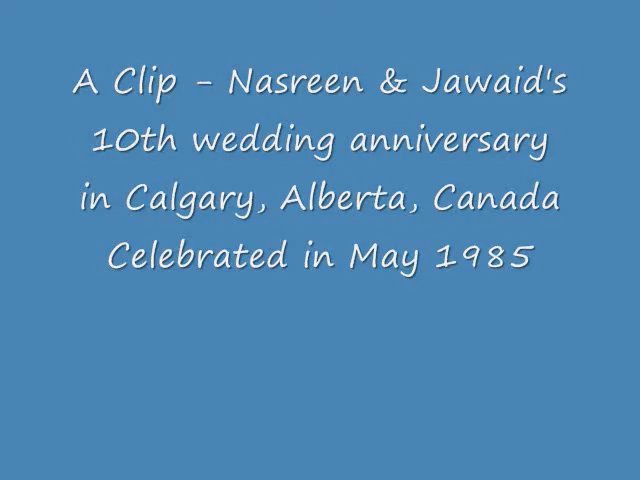 A Clip - Nasreen & Jawaid's
10th wedding anniversary
in Calgary, Alberta, Canada
Celebrated in May 1985